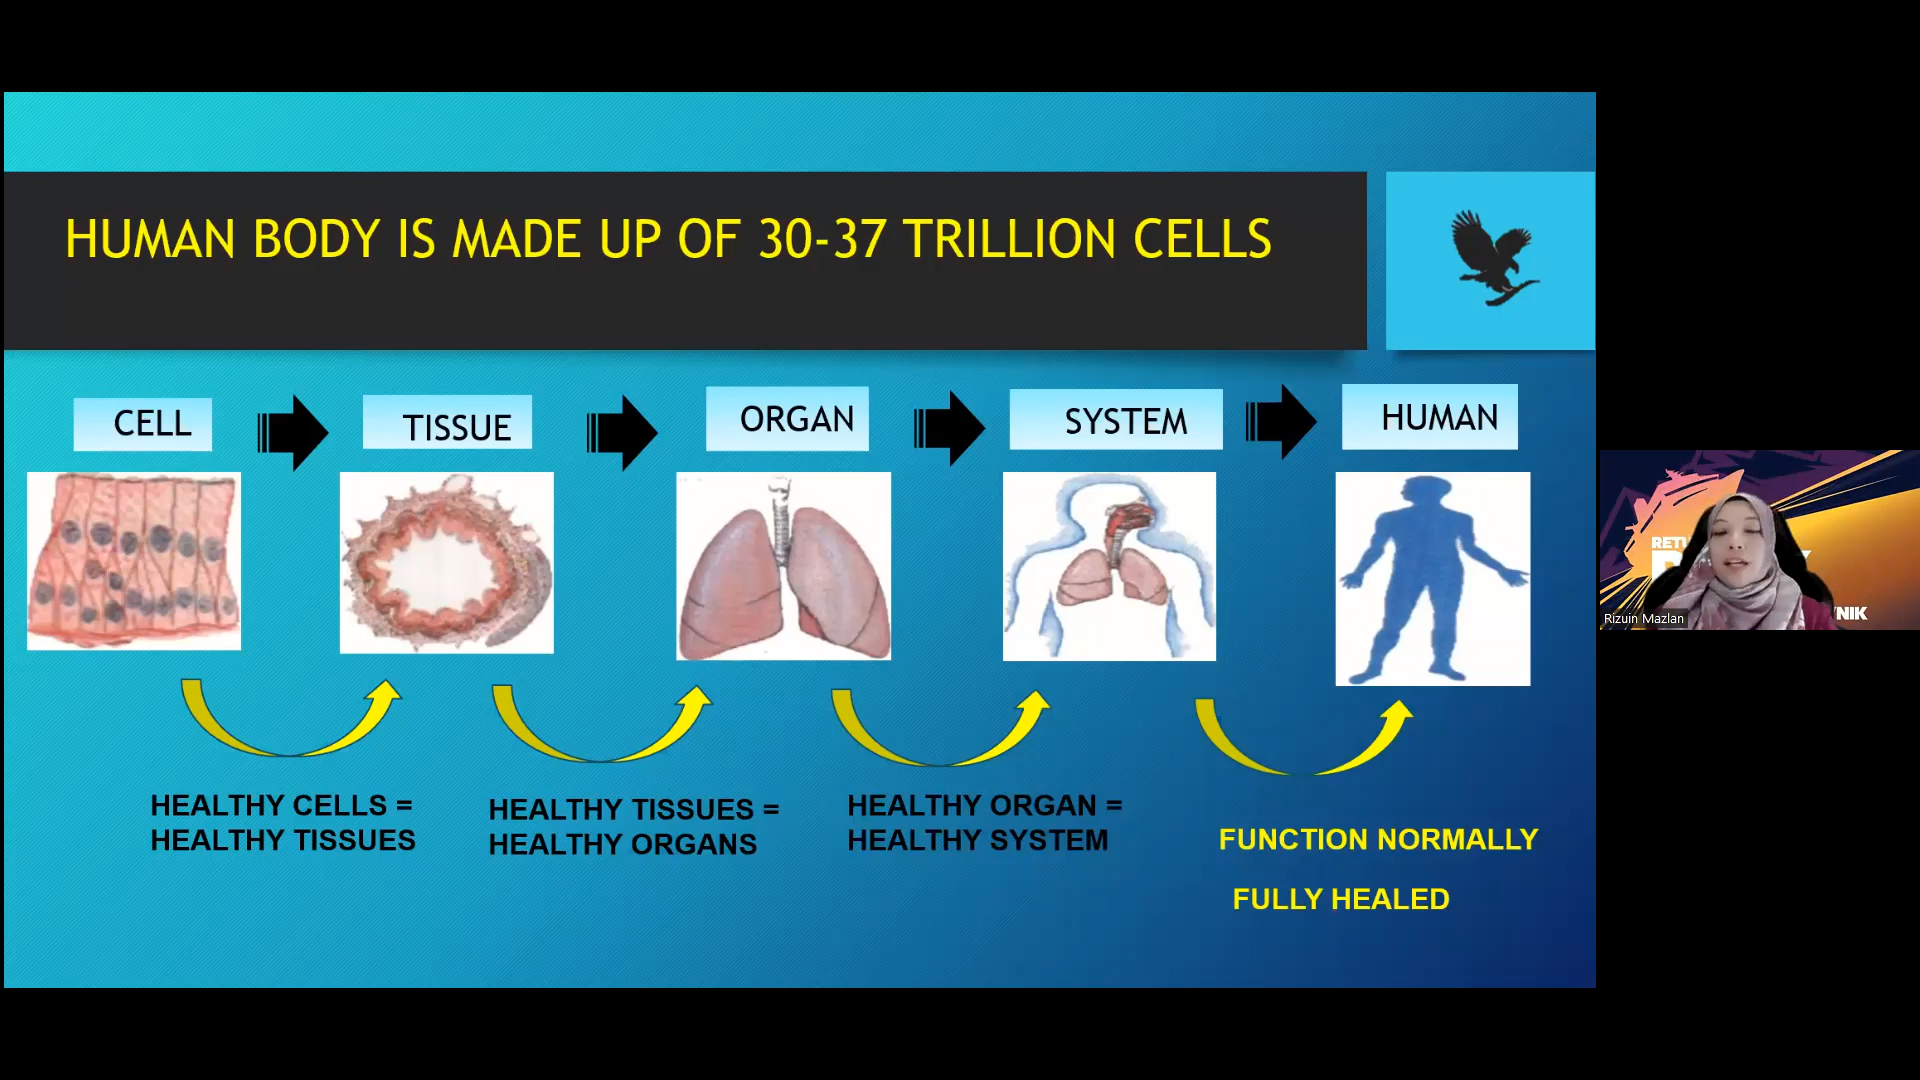 HUMAN BODY IS MADE UP OF 30-37 TRILLION CELLS
CELL
TISSUE
ORGAN
SYSTEM
HUMAN
HEALTHY CELLS =
HEALTHY TISSUES
HEALTHY TISSUES =
HEALTHY ORGANS
HEALTHY ORGAN =
HEALTHY SYSTEM
FUNCTION NORMALLY
FULLY HEALED
Rizuin Mazlan